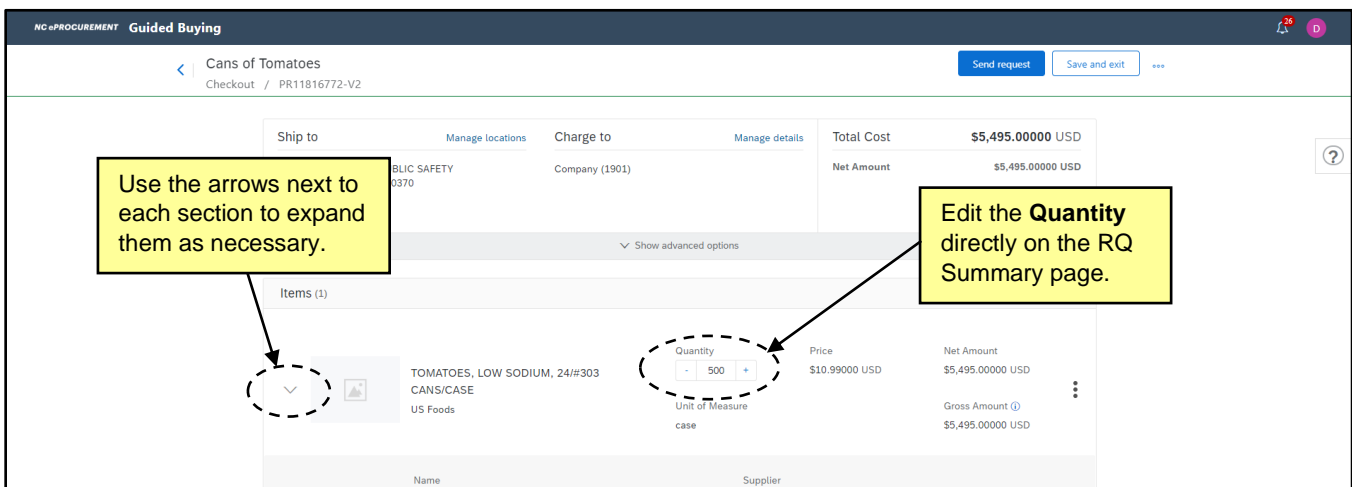 NC ePROCUREMENT Guided Buying
26
D
Cans of Tomatoes
Checkout / PR11816772-V2
Send request
Save and exit
Ship to
Manage locations
Charge to
Manage details
Total Cost
$5,495.00000 USD
BLIC SAFETY
0370
Company (1901)
Net Amount
$5,495.00000 USD
?
Use the arrows next to
each section to expand
them as necessary.
Edit the Quantity
directly on the RQ
Summary page.
Show advanced options
Items (1)
TOMATOES, LOW SODIUM, 24/#303
CANS/CASE
US Foods
Quantity
- 500 +
Unit of Measure
case
Price
$10.99000 USD
Net Amount
$5,495.00000 USD
Gross Amount
$5,495.00000 USD
Name
Supplier